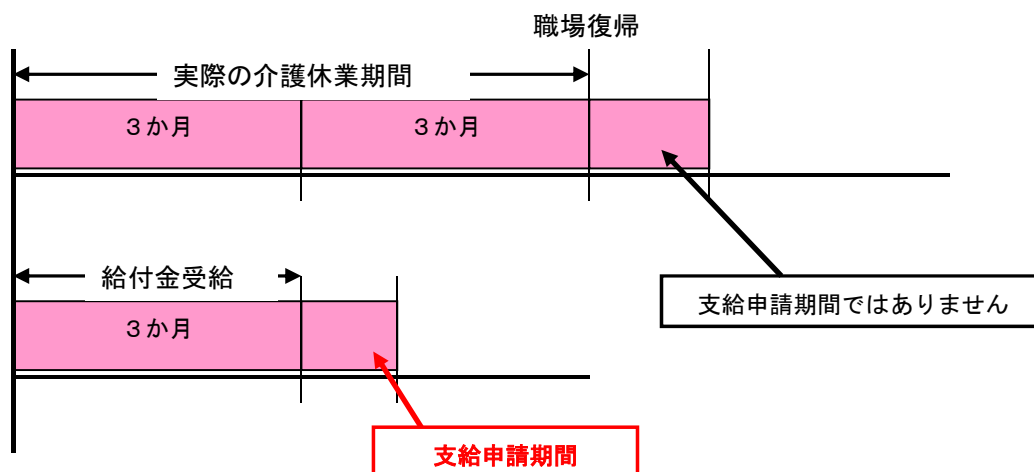 職場復帰
実際の介護休業期間
３か月
３か月
給付金受給
支給申請期間ではありません
３か月
支給申請期間